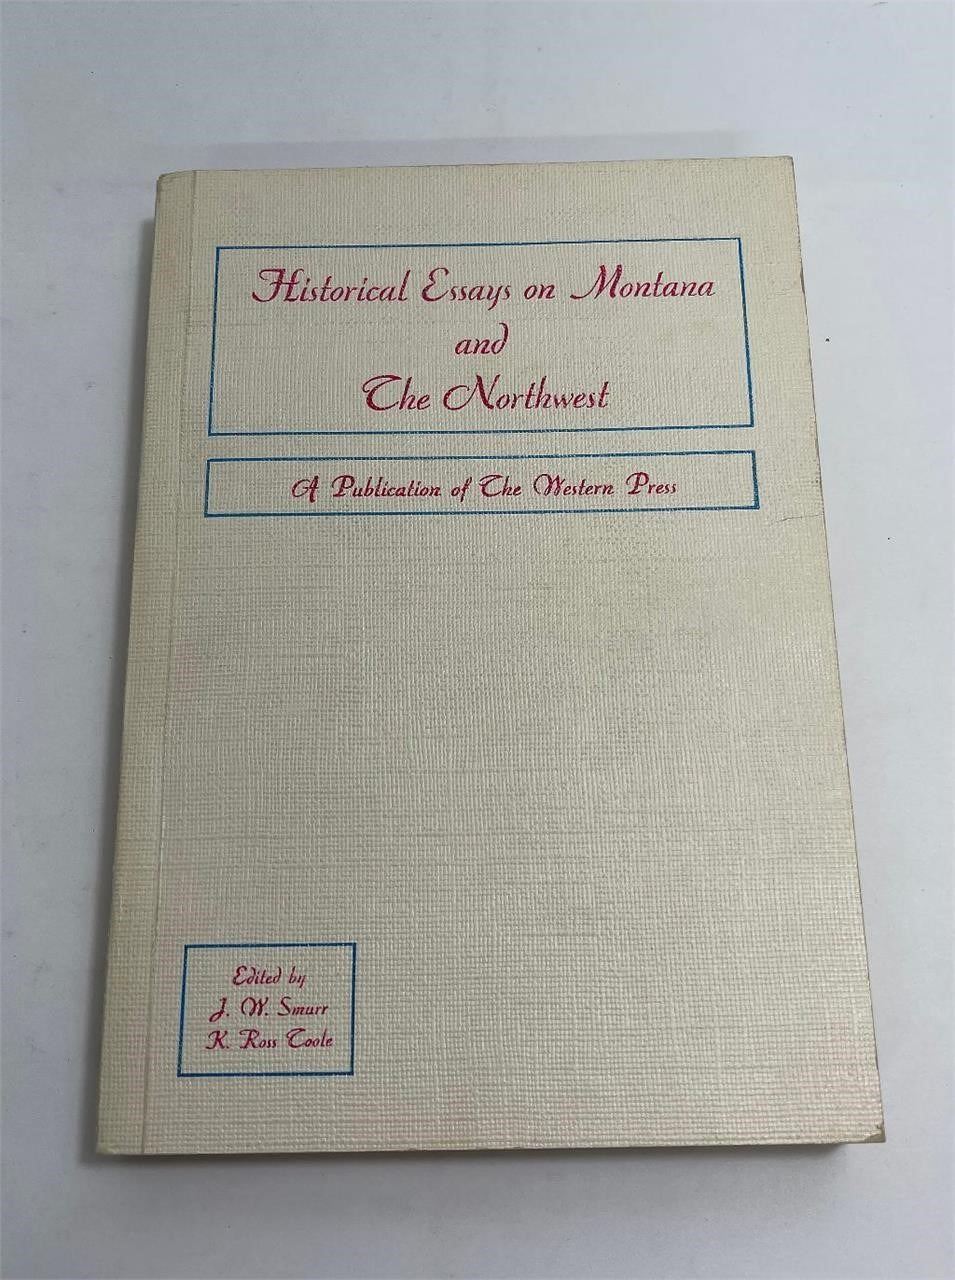 Historical Essays on Montana
and
The Northwest
A Publication of The Western Press
Edited by
J. W. Smurr
K. Ross Toole